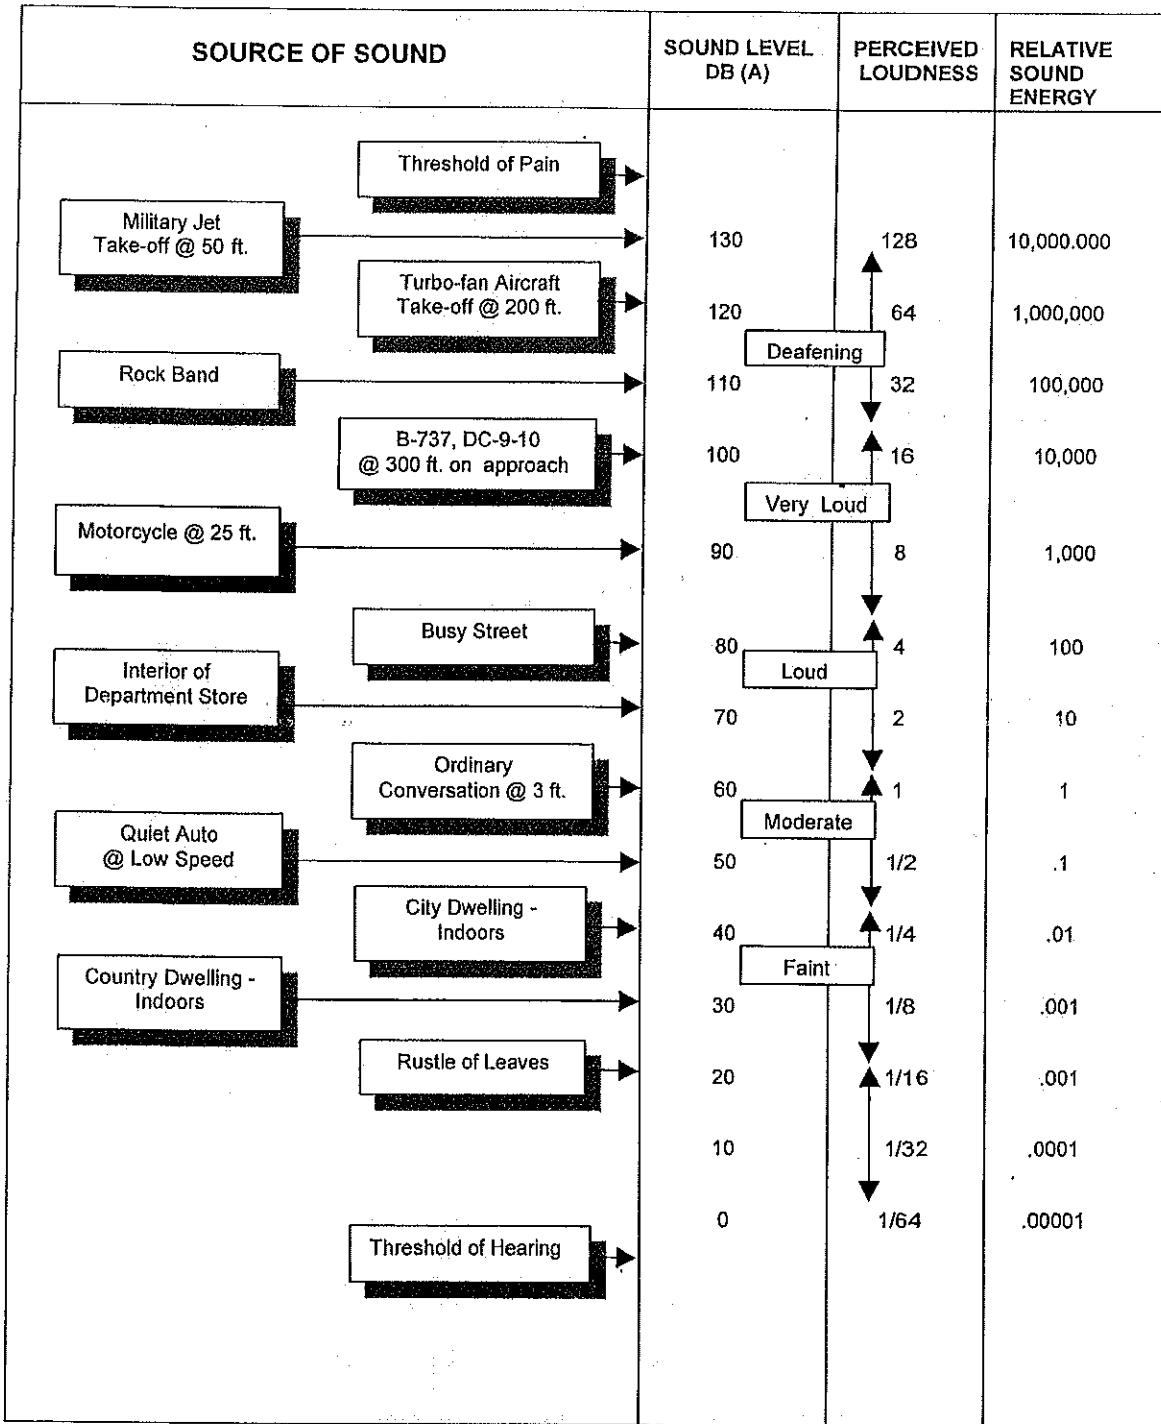 SOURCE OF SOUND
SOUND LEVEL
DB (A)
PERCEIVED
LOUDNESS
RELATIVE
SOUND
ENERGY
Threshold of Pain
Military Jet
Take-off @ 50 ft.
130
128
10,000.000
Turbo-fan Aircraft
Take-off @ 200 ft.
120
64
1,000,000
Deafening
Rock Band
110
32
100,000
B-737, DC-9-10
@ 300 ft. on approach
100
16
10,000
Very Loud
Motorcycle @ 25 ft.
90
8
1,000
Busy Street
80
4
100
Loud
Interior of
Department Store
70
2
10
Ordinary
Conversation @ 3 ft.
60
1
1
Moderate
Quiet Auto
@ Low Speed
50
1/2
.1
City Dwelling -
Indoors
40
1/4
.01
Faint
Country Dwelling -
Indoors
30
1/8
.001
Rustle of Leaves
20
1/16
.001
10
1/32
.0001
0
1/64
.00001
Threshold of Hearing